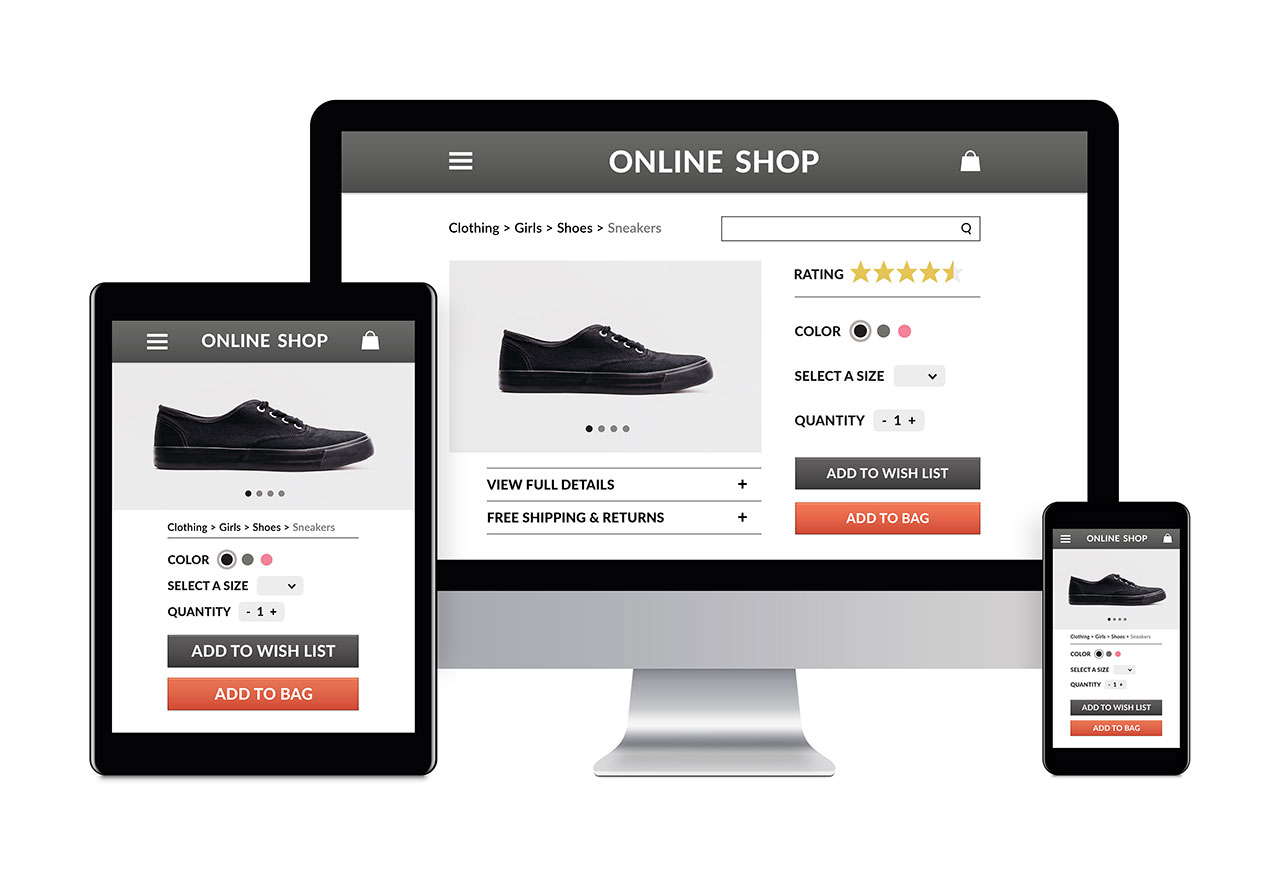 ONLINE SHOP
Clothing > Girls > Shoes > Sneakers
RATING
COLOR
SELECT A SIZE
QUANTITY - 1 +
ADD TO WISH LIST
ADD TO BAG
VIEW FULL DETAILS +
FREE SHIPPING & RETURNS +
ONLINE SHOP
Clothing > Girls > Shoes > Sneakers
COLOR
SELECT A SIZE
QUANTITY - 1 +
ADD TO WISH LIST
ADD TO BAG
ONLINE SHOP
Clothing > Girls > Shoes > Sneakers
COLOR
SELECT A SIZE
QUANTITY - 1 +
ADD TO WISH LIST
ADD TO BAG